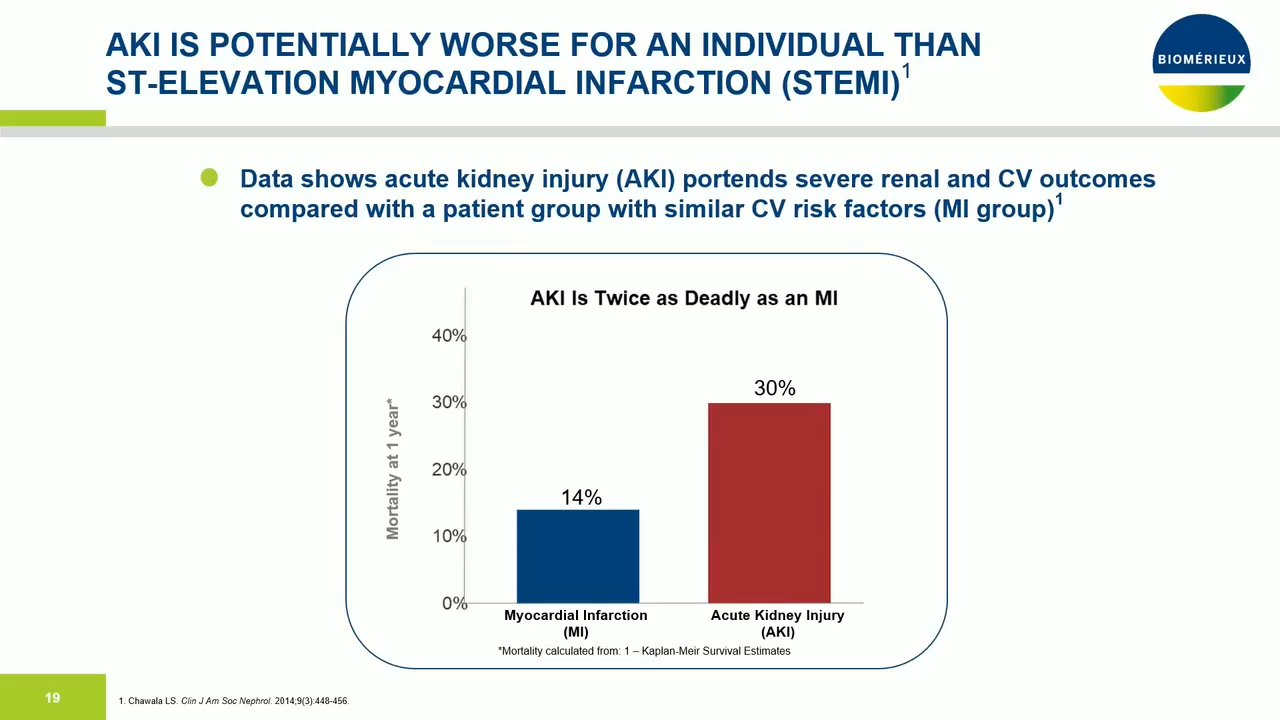 AKI IS POTENTIALLY WORSE FOR AN INDIVIDUAL THAN
ST-ELEVATION MYOCARDIAL INFARCTION (STEMI)1
BIOMÉRIEUX
Data shows acute kidney injury (AKI) portends severe renal and CV outcomes
compared with a patient group with similar CV risk factors (MI group)1
AKI Is Twice as Deadly as an MI
Mortality at 1 year*
40%
30%
20%
10%
0%
14%
30%
Myocardial Infarction
(MI)
Acute Kidney Injury
(AKI)
*Mortality calculated from: 1 – Kaplan-Meir Survival Estimates
19
1. Chawala LS. Clin J Am Soc Nephrol. 2014;9(3):448-456.